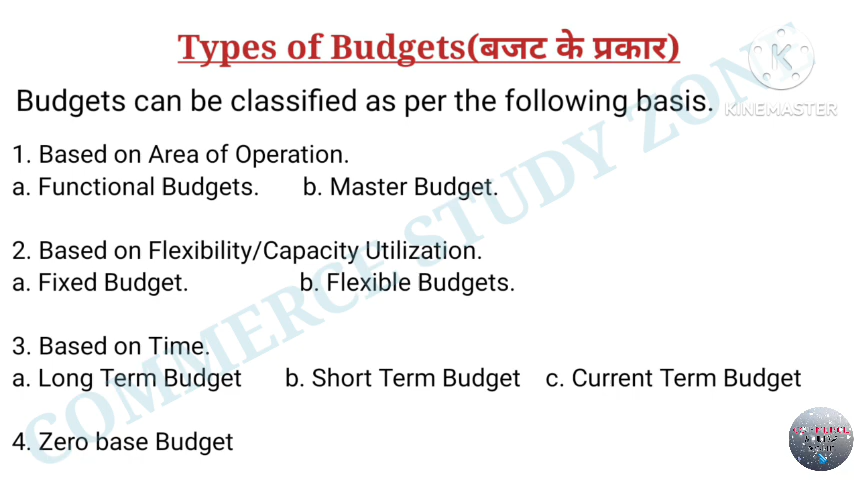 Types of Budgets(बजट के प्रकार)
KINEMASTER
Budgets can be classified as per the following basis.
1. Based on Area of Operation.
a. Functional Budgets. b. Master Budget.
2. Based on Flexibility/Capacity Utilization.
a. Fixed Budget. b. Flexible Budgets.
3. Based on Time.
a. Long Term Budget b. Short Term Budget c. Current Term Budget
4. Zero base Budget
COMMERCE STUDY ZONE